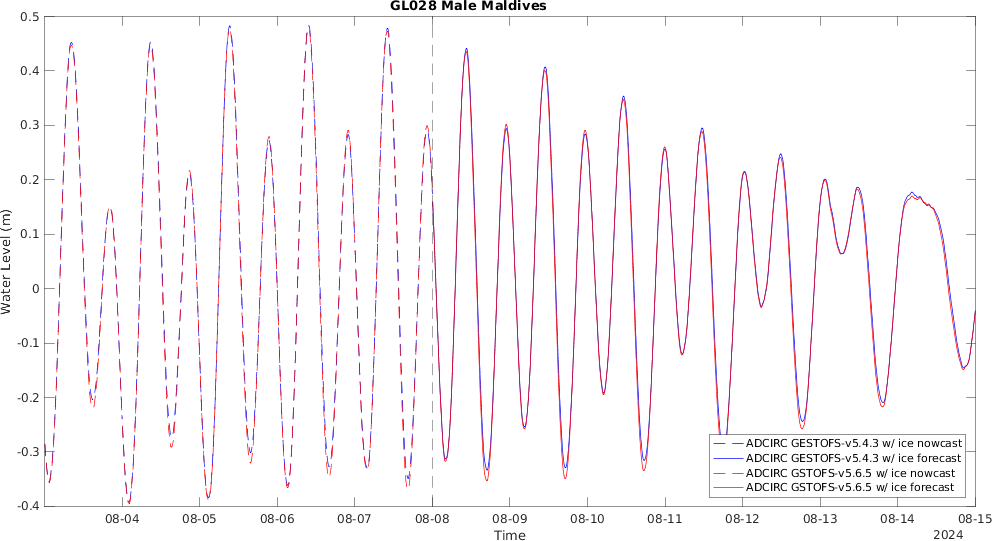 GL028 Male Maldives
0.5
0.4
0.3
0.2
0.1
0
-0.1
-0.2
-0.3
-0.4
Water Level (m)
ADCIRC GESTOFS-v5.4.3 w/ ice nowcast
ADCIRC GESTOFS-v5.4.3 w/ ice forecast
ADCIRC GSTOFS-v5.6.5 w/ ice nowcast
ADCIRC GSTOFS-v5.6.5 w/ ice forecast
08-04 08-05 08-06 08-07 08-08 08-09 08-10 08-11 08-12 08-13 08-14 08-15
Time
2024